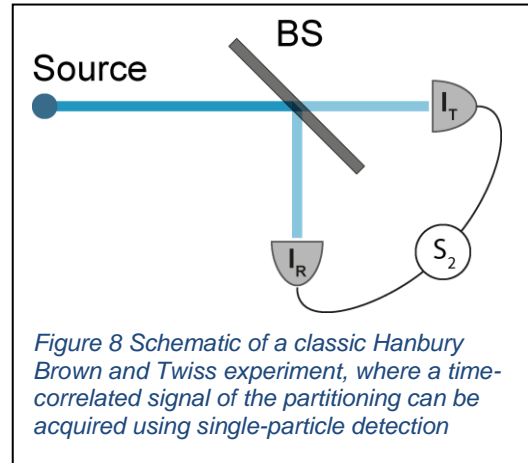 BS
Source
I_T
I_R
S_2
Figure 8 Schematic of a classic Hanbury
Brown and Twiss experiment, where a time-
correlated signal of the partitioning can be
acquired using single-particle detection